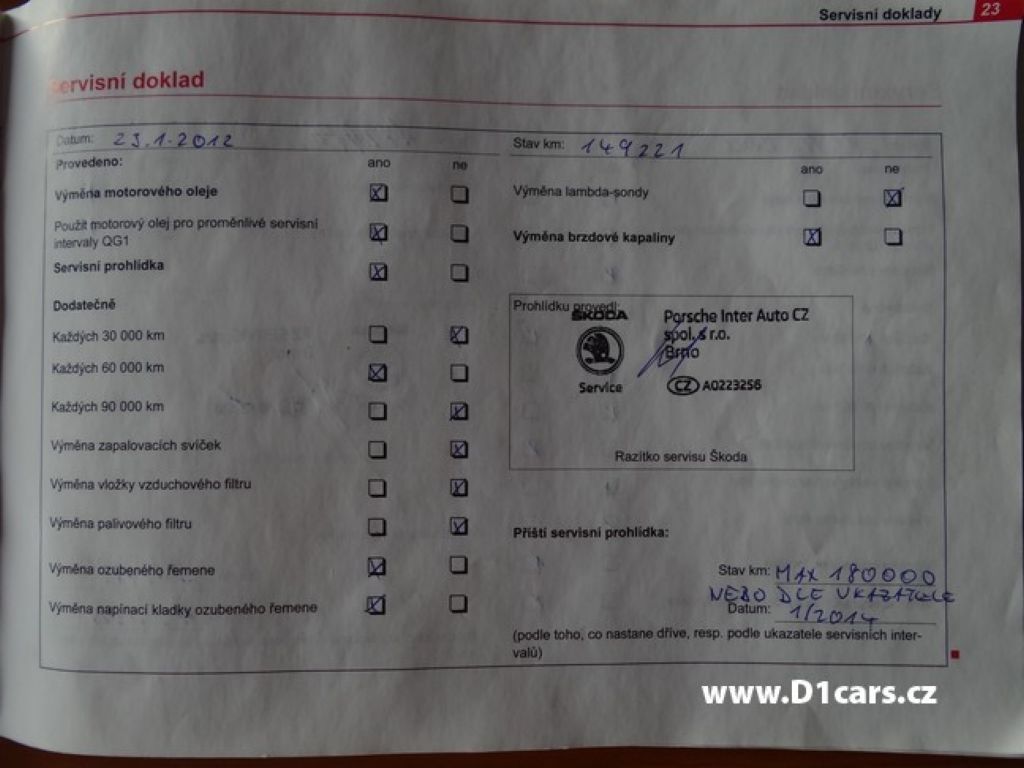 Servisní doklady 23
Servisní doklad
Datum: 23.1.2012
Stav km: 149221
Provedeno: ano ne
ano ne
Výměna motorového oleje
Výměna lambda-sondy
Použit motorový olej pro proměnlivé servisní
intervaly QG1
Výměna brzdové kapaliny
Servisní prohlídka
Dodatečně
Každých 30 000 km
Každých 60 000 km
Každých 90 000 km
Výměna zapalovacích svíček
Výměna vložky vzduchového filtru
Výměna palivového filtru
Výměna ozubeného řemene
Výměna napínací kladky ozubeného řemene
Prohlídku provedl:
ŠKODA
Service
Porsche Inter Auto CZ
spol. s r.o.
Brno
CZ A0223256
Razítko servisu Škoda
Příští servisní prohlídka:
Stav km: MAX 180000
NEBO DLE UKAZATELE
Datum: 1/2014
(podle toho, co nastane dříve, resp. podle ukazatele servisních inter-
valů)
www.D1cars.cz